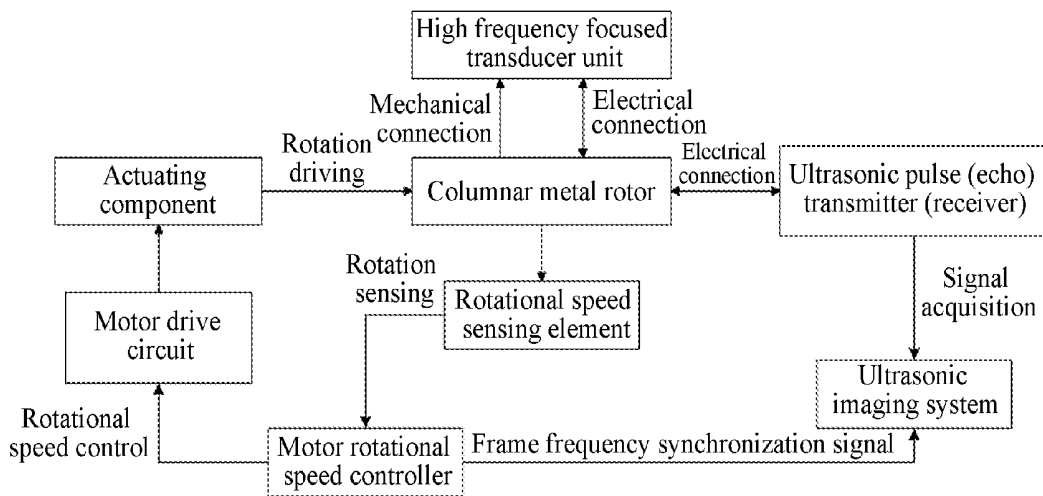 High frequency focused
transducer unit
Mechanical
connection
Electrical
connection
Rotation
driving
Electrical
connection
Actuating
component
Columnar metal rotor
Ultrasonic pulse (echo)
transmitter (receiver)
Rotation
sensing
Rotational speed
sensing element
Signal
acquisition
Motor drive
circuit
Ultrasonic
imaging system
Rotational
speed control
Motor rotational
speed controller
Frame frequency synchronization signal